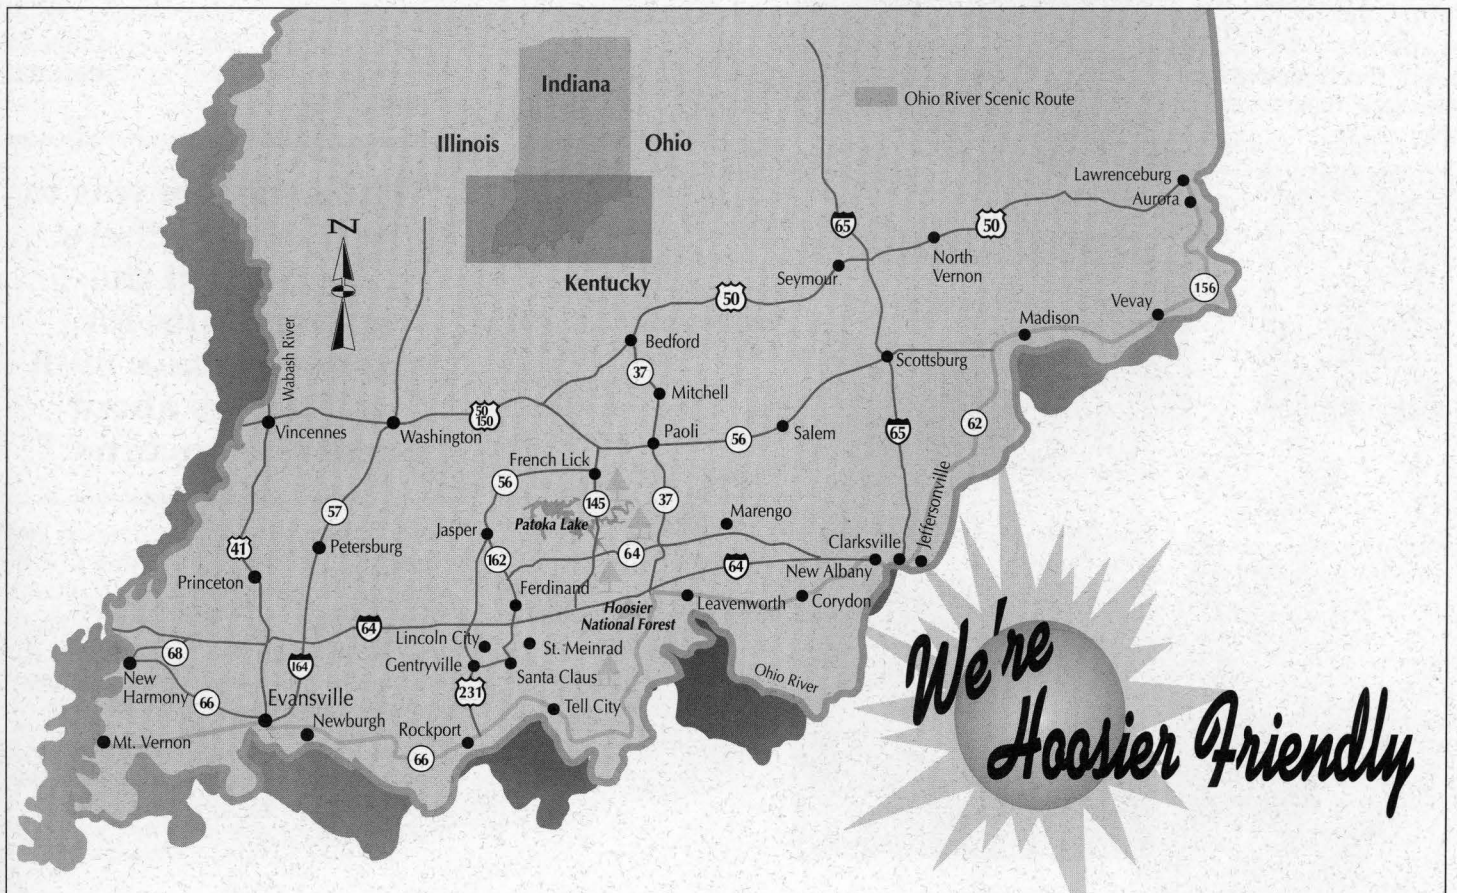 Indiana
Illinois
Ohio
Kentucky
Ohio River Scenic Route
N
Wabash River
Lawrenceburg
Aurora
65
50
North
Vernon
Seymour
50
156
Vevay
Madison
Bedford
37
Mitchell
Scottsburg
Vincennes
Washington
50
150
Paoli
56
Salem
65
62
French Lick
56
145
37
Patoka Lake
57
Marengo
Jasper
41
Petersburg
162
64
Clarksville
Jeffersonville
64
New Albany
Princeton
Ferdinand
Leavenworth
Corydon
Hoosier
National Forest
64
Lincoln City
St. Meinrad
68
164
Gentryville
Santa Claus
New
Harmony
66
Evansville
231
Ohio River
Newburgh
Tell City
Rockport
Mt. Vernon
66
We're
Hoosier Friendly